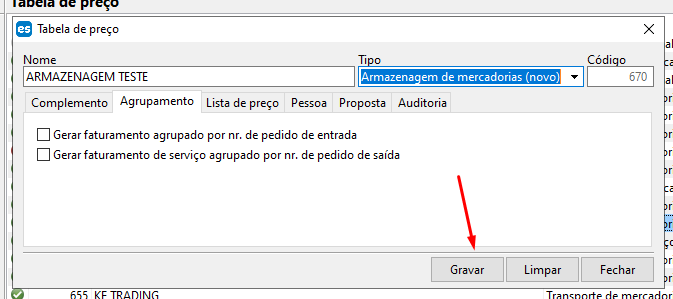 Tabela de preço
es Tabela de preço
Nome Tipo Código
ARMAZENAGEM TESTE Armazenagem de mercadorias (novo) 670
Complemento Agrupamento Lista de preço Pessoa Proposta Auditoria
Gerar faturamento agrupado por nr. de pedido de entrada
Gerar faturamento de serviço agrupado por nr. de pedido de saída
Gravar Limpar Fechar
655 KF TRADING Transporte de mercador